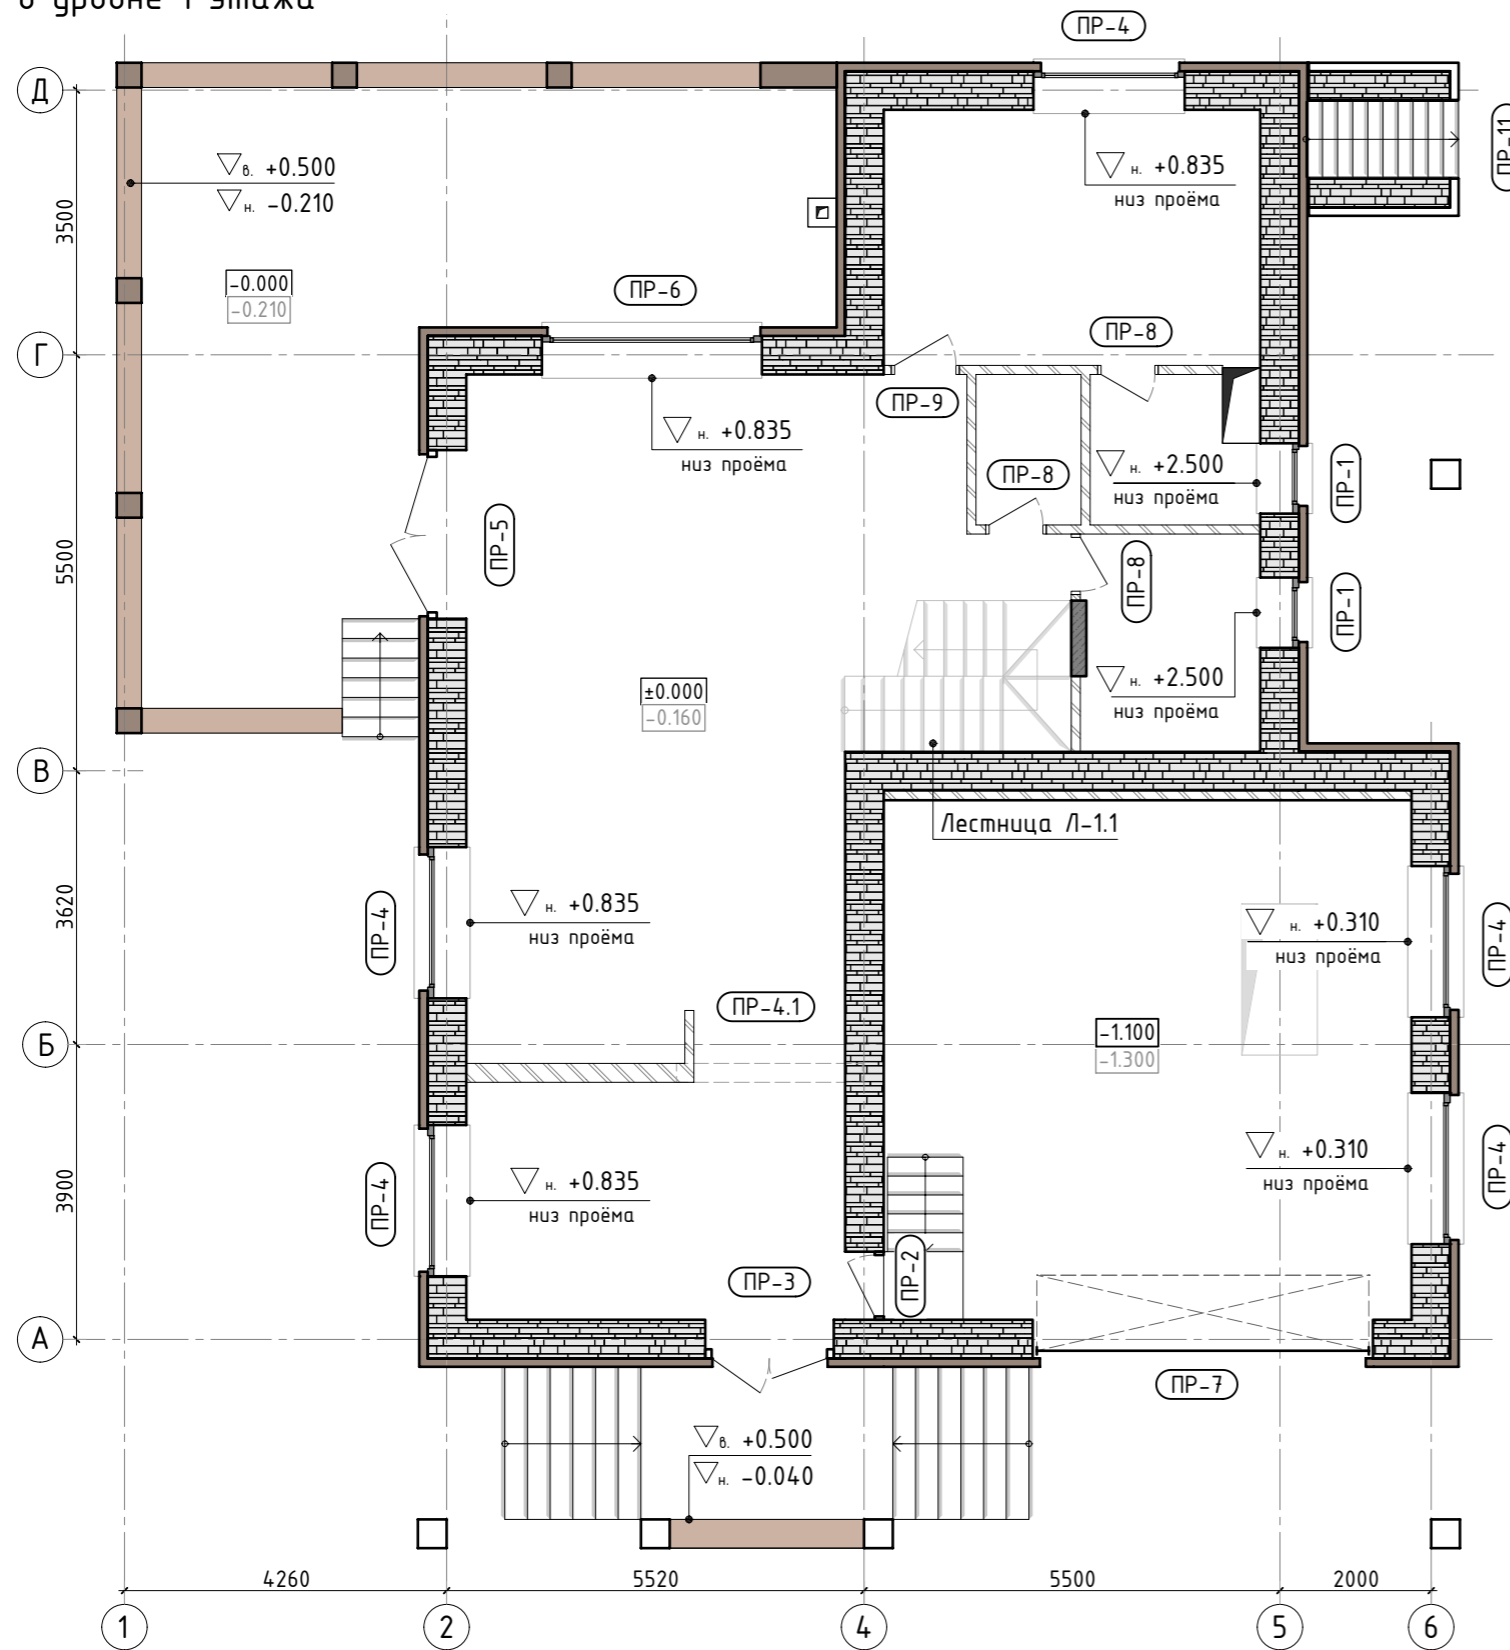 в уровне 1 этажа
ПР-4
Д
ПР-11
в. +0.500
н. -0.210
н. +0.835
низ проёма
3500
-0.000
-0.210
ПР-6
ПР-8
Г
ПР-9
н. +0.835
низ проёма
ПР-8
н. +2.500
низ проёма
ПР-1
ПР-5
5500
ПР-8
ПР-1
±0.000
-0.160
н. +2.500
низ проёма
В
Лестница Л-1.1
3620
ПР-4
н. +0.835
низ проёма
н. +0.310
низ проёма
ПР-4
ПР-4.1
Б
-1.100
-1.300
н. +0.310
низ проёма
ПР-4
3900
ПР-4
н. +0.835
низ проёма
ПР-3
ПР-2
А
ПР-7
в. +0.500
н. -0.040
4260
5520
5500
2000
1
2
4
5
6